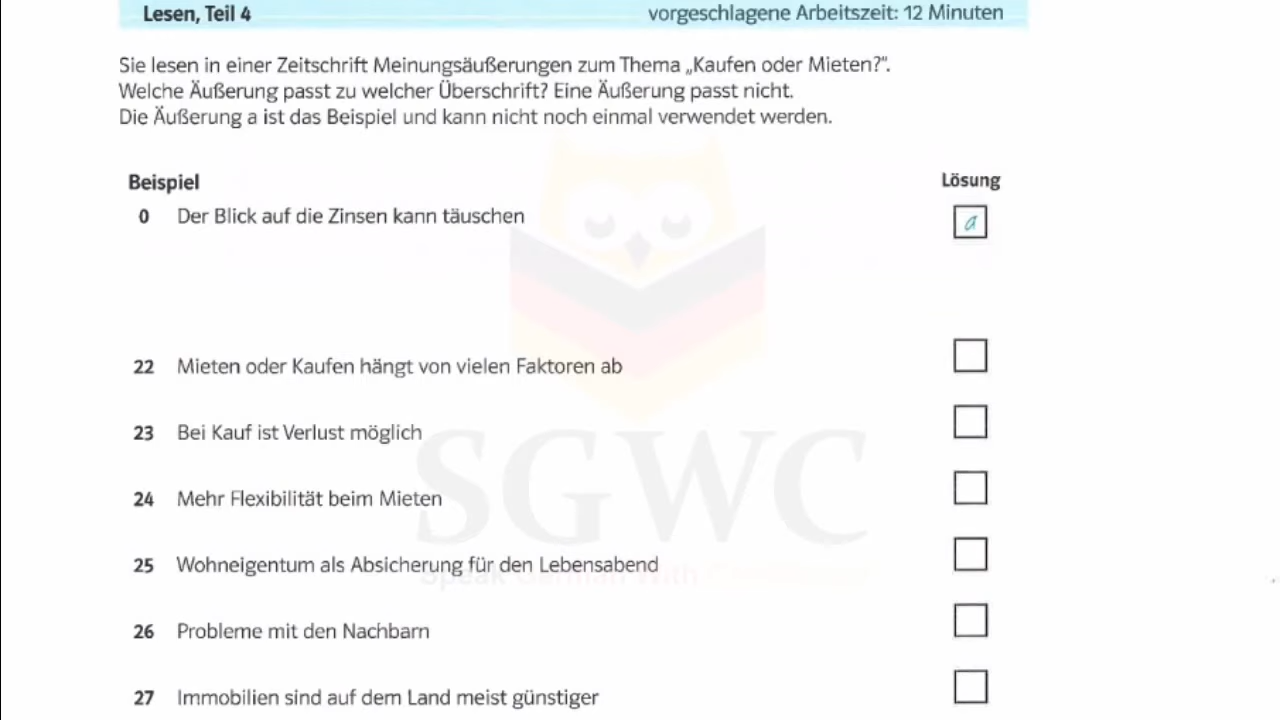 Lesen, Teil 4
vorgeschlagene Arbeitszeit: 12 Minuten
Sie lesen in einer Zeitschrift Meinungsäußerungen zum Thema „Kaufen oder Mieten?“.
Welche Äußerung passt zu welcher Überschrift? Eine Äußerung passt nicht.
Die Äußerung a ist das Beispiel und kann nicht noch einmal verwendet werden.
Beispiel
Lösung
0 Der Blick auf die Zinsen kann täuschen a
22 Mieten oder Kaufen hängt von vielen Faktoren ab
23 Bei Kauf ist Verlust möglich
24 Mehr Flexibilität beim Mieten
SGWC
25 Wohneigentum als Absicherung für den Lebensabend
Speak German With
26 Probleme mit den Nachbarn
27 Immobilien sind auf dem Land meist günstiger